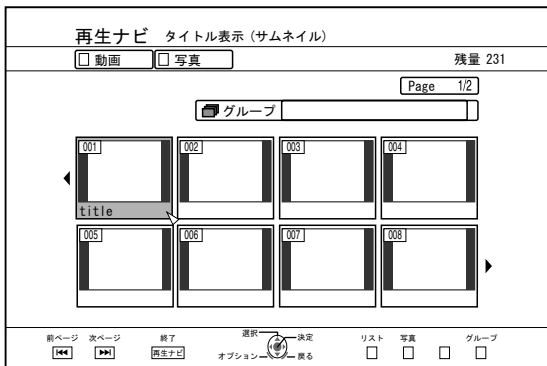 再生ナビ タイトル表示(サムネイル)
動画 写真 残量 231
Page 1/2
グループ
001 002 003 004
title
005 006 007 008
前ページ 次ページ 終了 選択 決定 リスト 写真 グループ
再生ナビ オプション 戻る